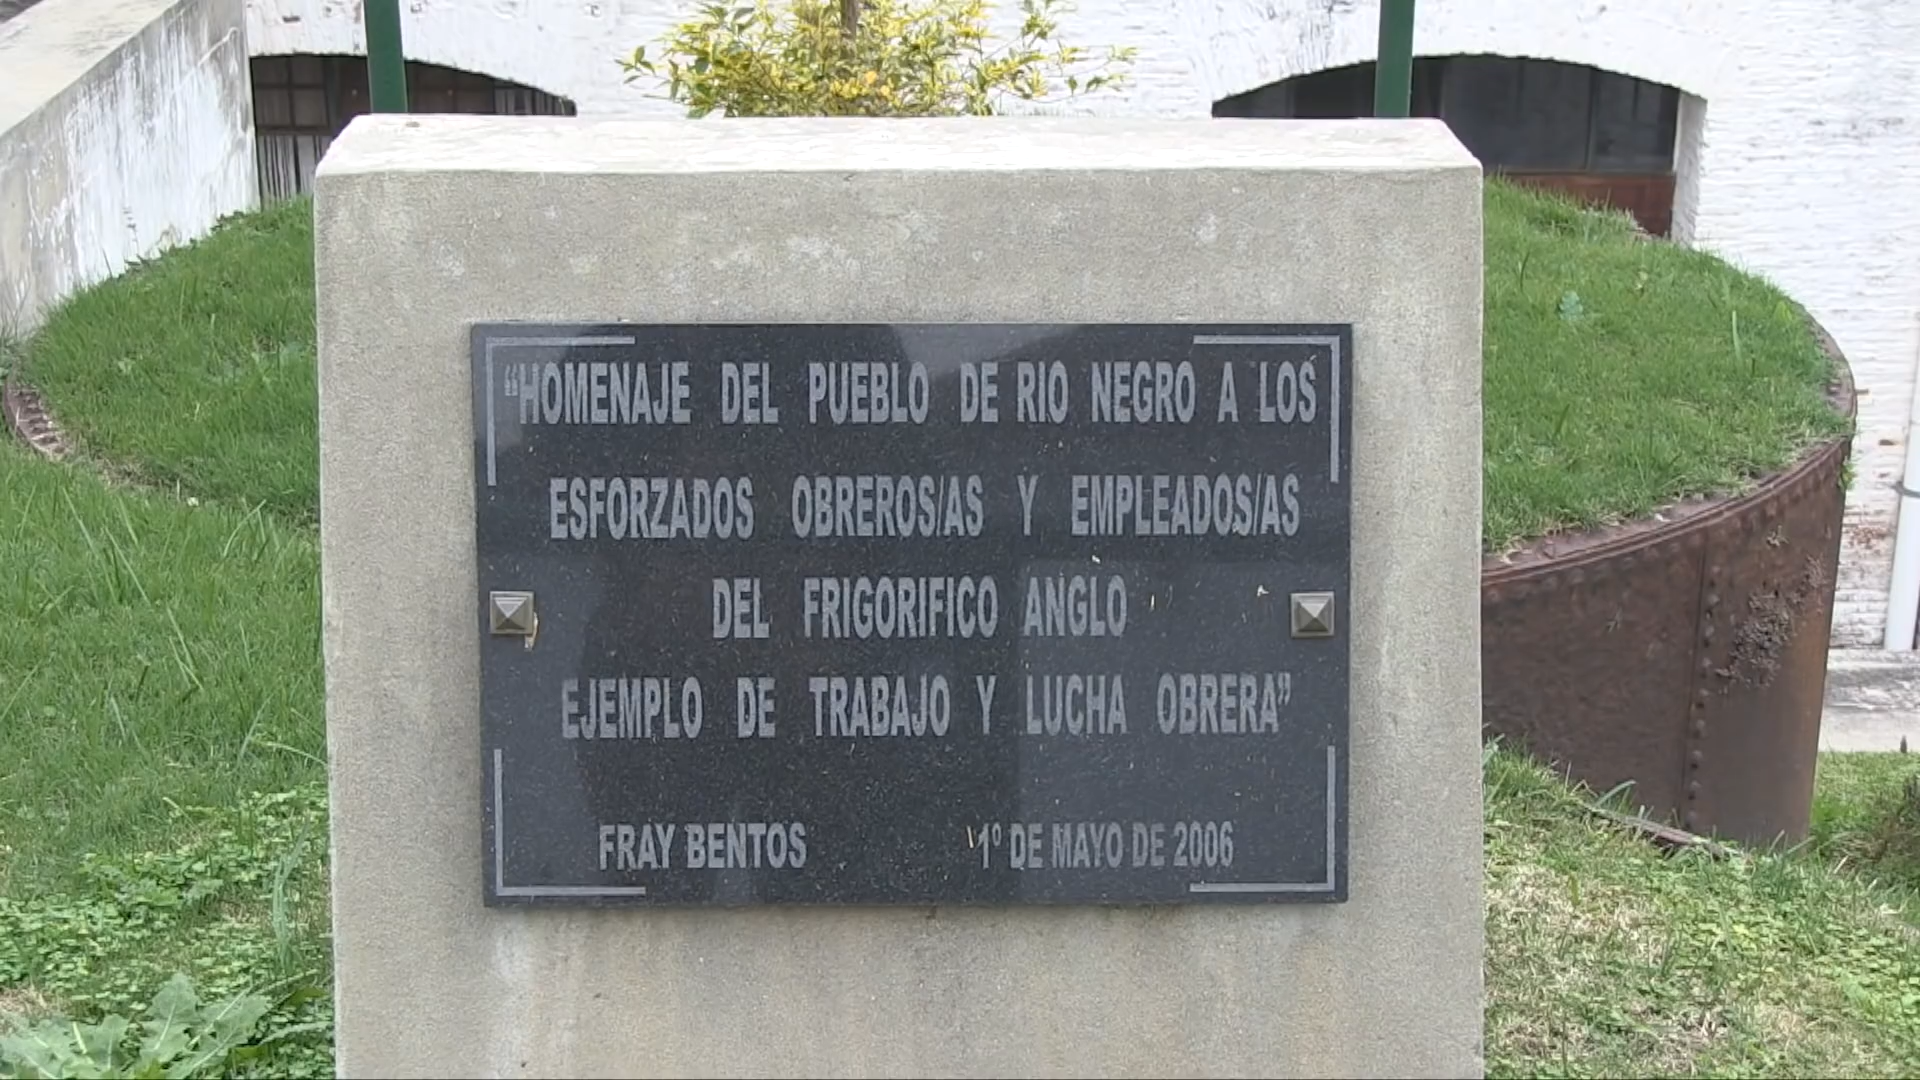 “HOMENAJE DEL PUEBLO DE RIO NEGRO A LOS
ESFORZADOS OBREROS/AS Y EMPLEADOS/AS
DEL FRIGORIFICO ANGLO
EJEMPLO DE TRABAJO Y LUCHA OBRERA”
FRAY BENTOS 1º DE MAYO DE 2006